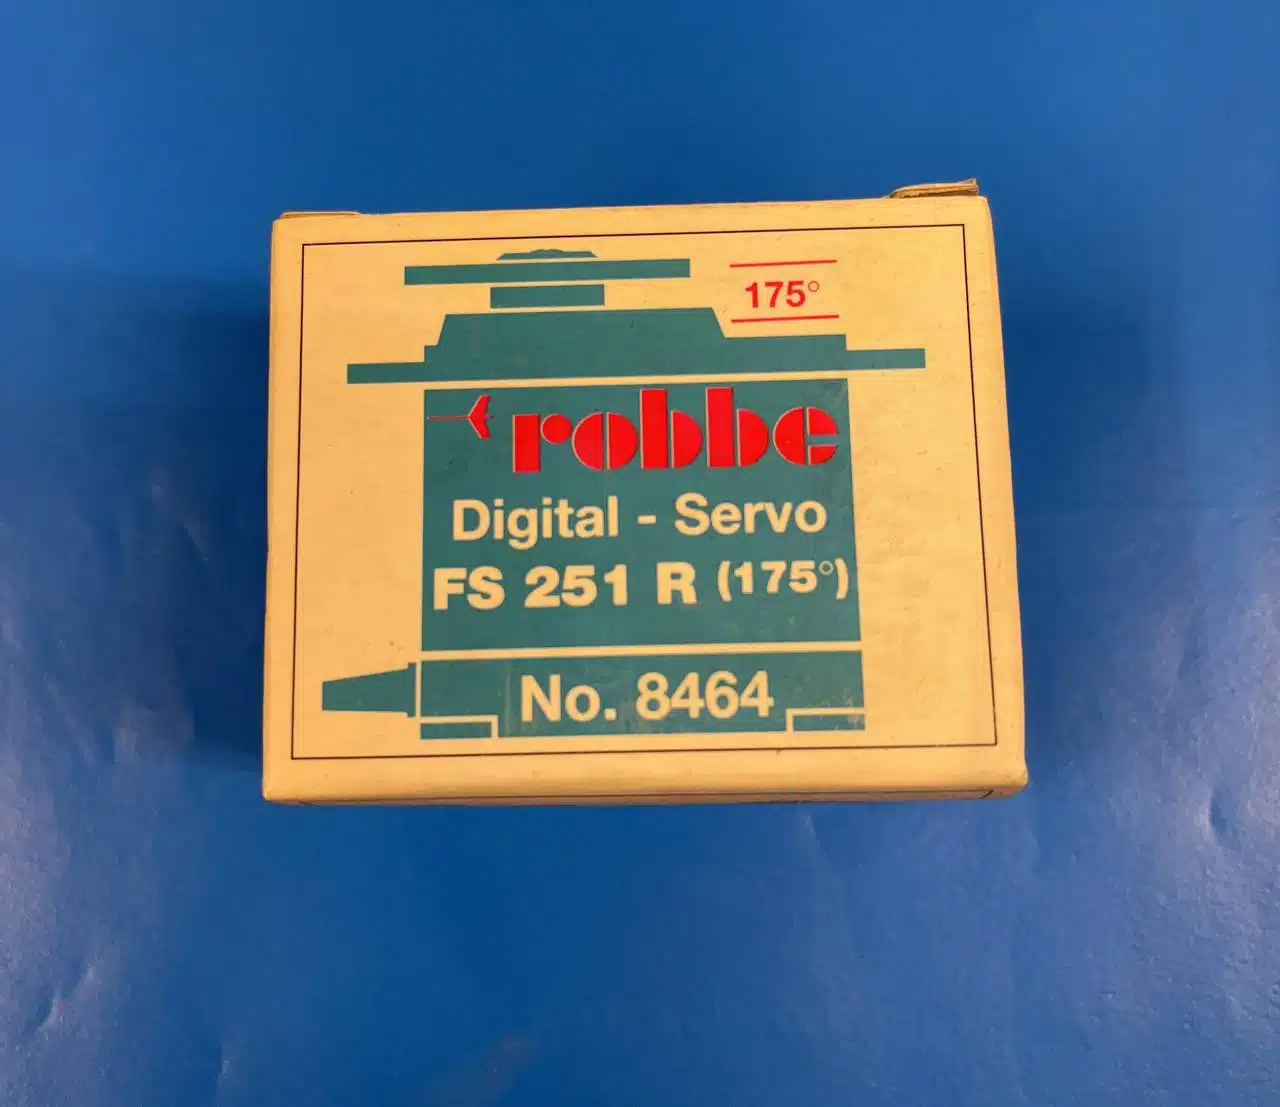 175°
robbe
Digital - Servo
FS 251 R (175°)
No. 8464